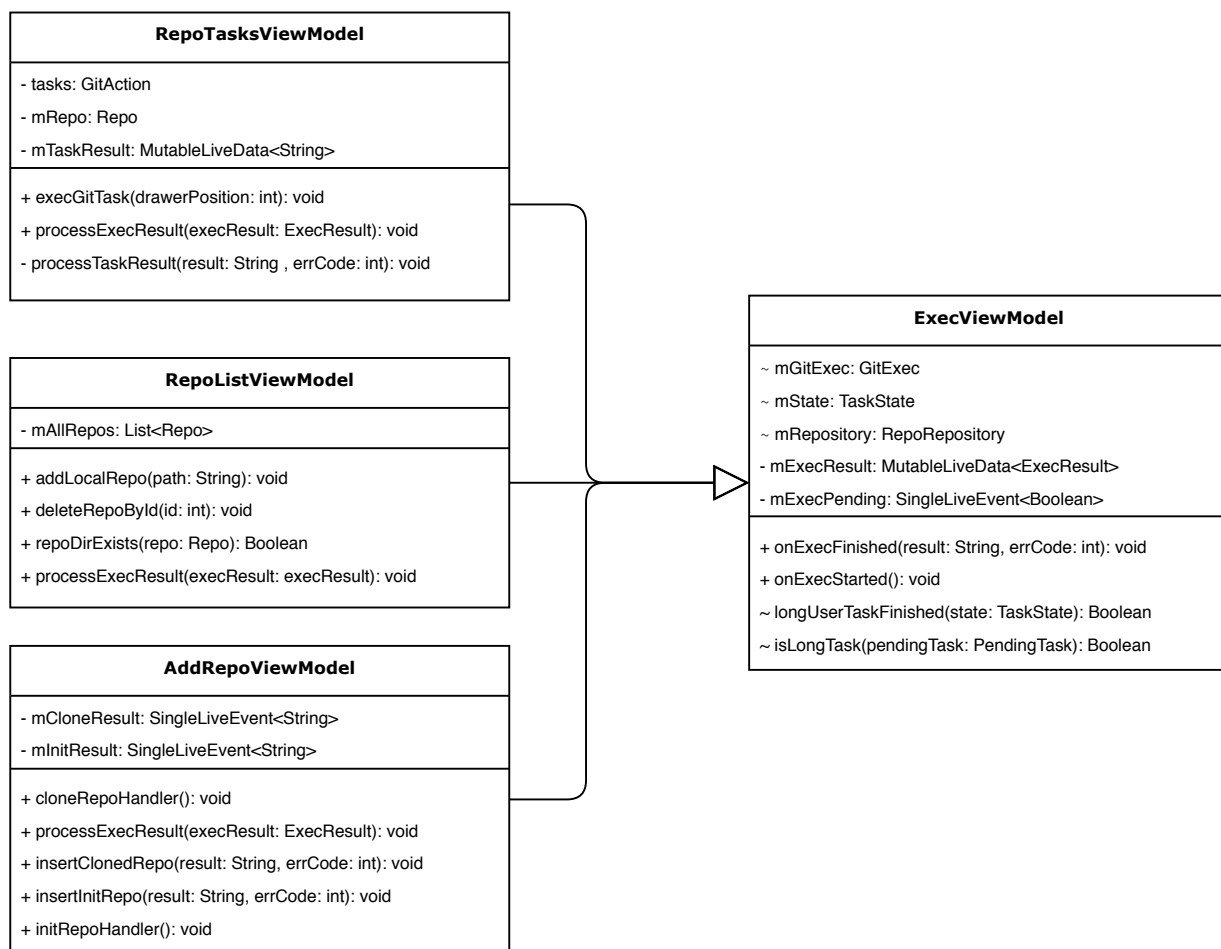 RepoTasksViewModel
- tasks: GitAction
- mRepo: Repo
- mTaskResult: MutableLiveData<String>
+ execGitTask(drawerPosition: int): void
+ processExecResult(execResult: ExecResult): void
- processTaskResult(result: String , errCode: int): void
RepoListViewModel
- mAllRepos: List<Repo>
+ addLocalRepo(path: String): void
+ deleteRepoById(id: int): void
+ repoDirExists(repo: Repo): Boolean
+ processExecResult(execResult: execResult): void
AddRepoViewModel
- mCloneResult: SingleLiveEvent<String>
- mInitResult: SingleLiveEvent<String>
+ cloneRepoHandler(): void
+ processExecResult(execResult: ExecResult): void
+ insertClonedRepo(result: String, errCode: int): void
+ insertInitRepo(result: String, errCode: int): void
+ initRepoHandler(): void
ExecViewModel
~ mGitExec: GitExec
~ mState: TaskState
~ mRepository: RepoRepository
- mExecResult: MutableLiveData<ExecResult>
- mExecPending: SingleLiveEvent<Boolean>
+ onExecFinished(result: String, errCode: int): void
+ onExecStarted(): void
~ longUserTaskFinished(state: TaskState): Boolean
~ isLongTask(pendingTask: PendingTask): Boolean